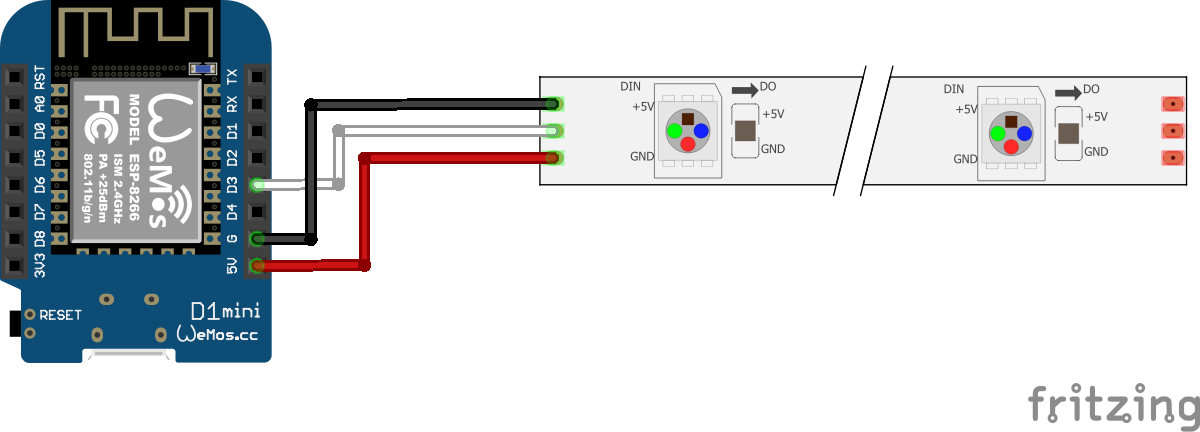 RST
A0
D0
D5
D6
D7
D8
3V3
TX
RX
D1
D2
D3
D4
G
5V
WeMos
MODEL ESP-8266
ISM 2.4GHz
PA +25dBm
802.11b/g/n
FC
RESET
D1mini
WeMos.cc
DIN
DO
+5V
+5V
GND
GND
DIN
DO
+5V
+5V
GND
GND
fritzing